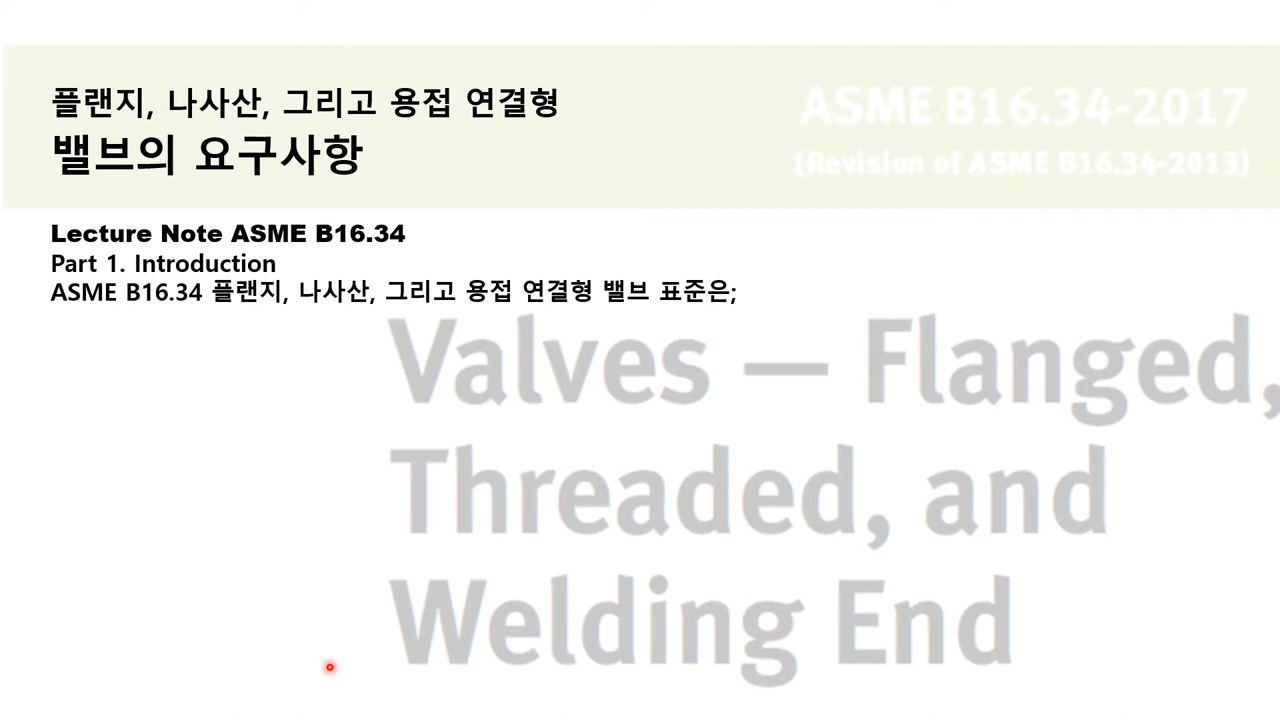 플랜지, 나사산, 그리고 용접 연결형
밸브의 요구사항
ASME B16.34-2017
(Revision of ASME B16.34-2013)
Lecture Note ASME B16.34
Part 1. Introduction
ASME B16.34 플랜지, 나사산, 그리고 용접 연결형 밸브 표준은;
Valves — Flanged,
Threaded, and
Welding End